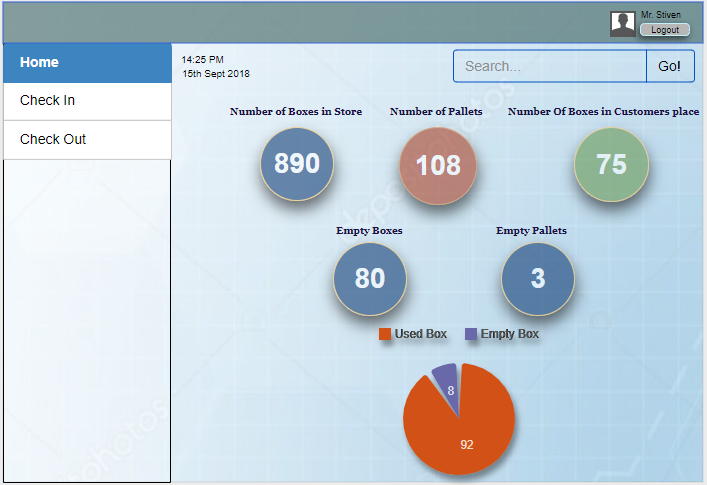 Mr. Stiven
Logout
Home
14:25 PM
15th Sept 2018
Search...
Go!
Check In
Check Out
Number of Boxes in Store
Number of Pallets
Number Of Boxes in Customers place
890
108
75
Empty Boxes
Empty Pallets
80
3
Used Box
Empty Box
8
92
depositphotos
depositphotos